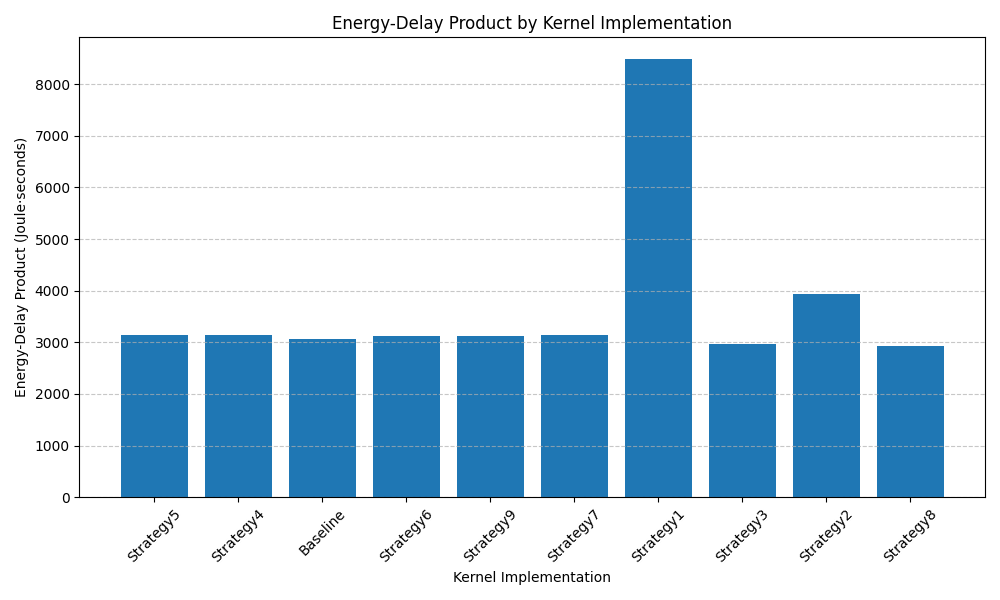 Energy-Delay Product by Kernel Implementation
Energy-Delay Product (Joule·seconds)
8000
7000
6000
5000
4000
3000
2000
1000
0
Strategy5
Strategy4
Baseline
Strategy6
Strategy9
Strategy7
Strategy1
Strategy3
Strategy2
Strategy8
Kernel Implementation